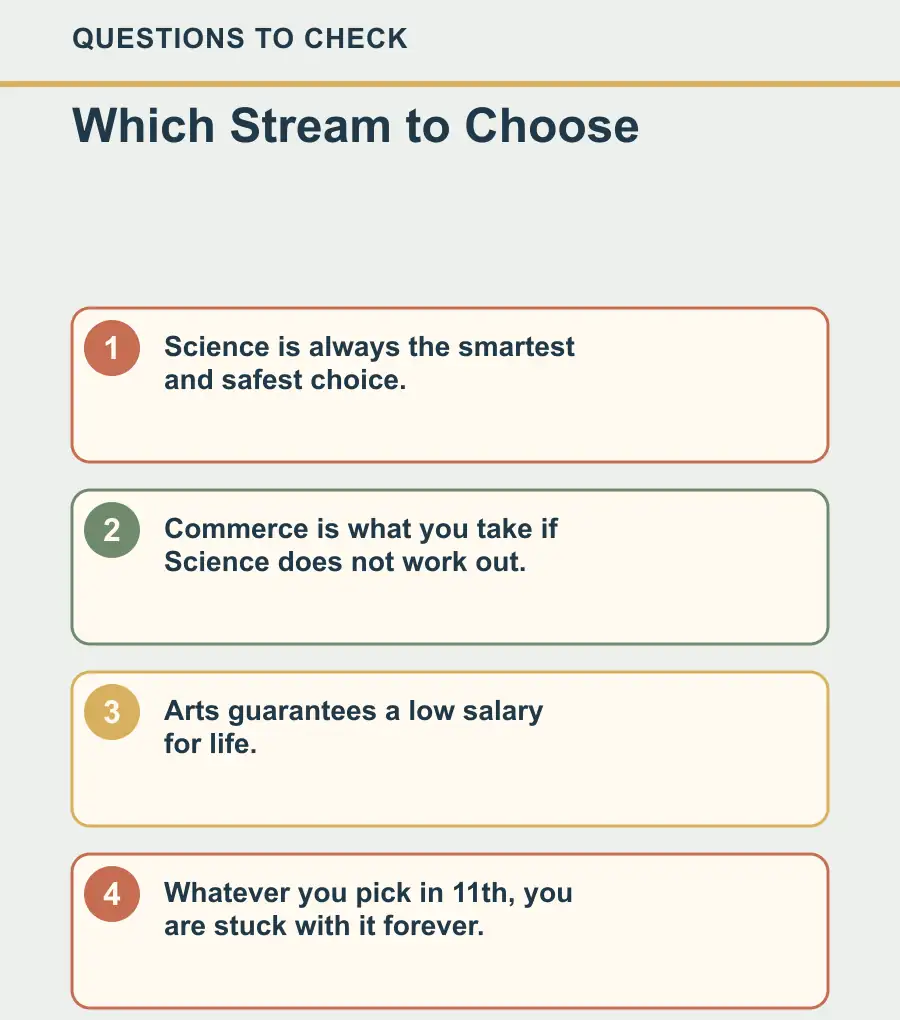 QUESTIONS TO CHECK
Which Stream to Choose
1
Science is always the smartest
and safest choice.
2
Commerce is what you take if
Science does not work out.
3
Arts guarantees a low salary
for life.
4
Whatever you pick in 11th, you
are stuck with it forever.